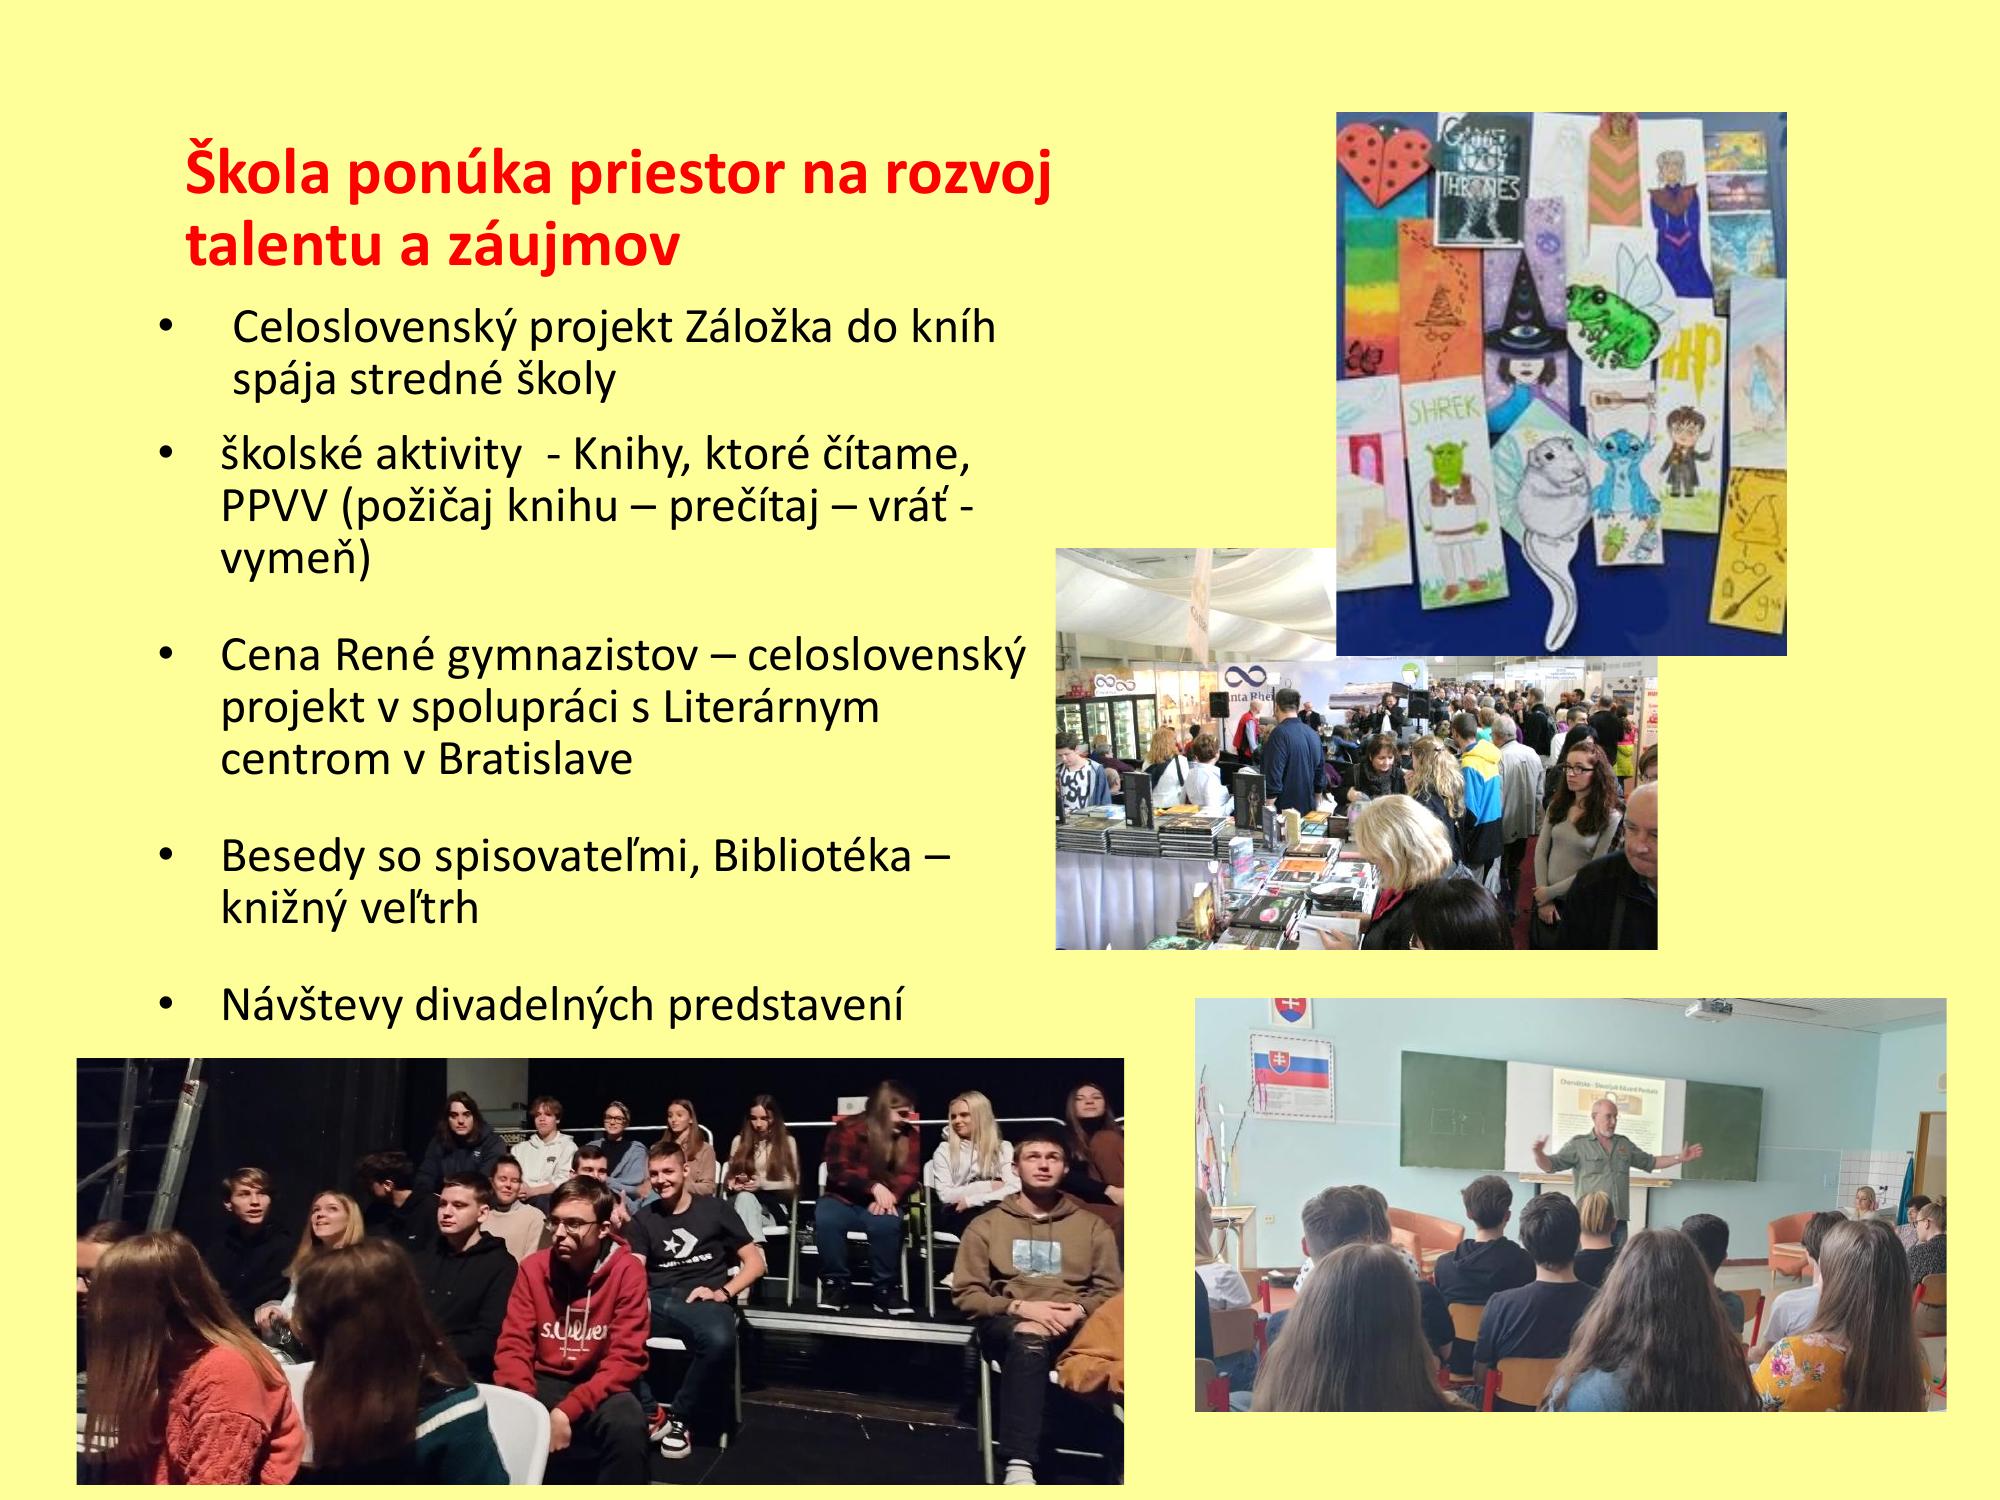 Škola ponúka priestor na rozvoj
talentu a záujmov
• Celoslovenský projekt Záložka do kníh
spája stredné školy
• školské aktivity  - Knihy, ktoré čítame,
PPVV (požičaj knihu – prečítaj – vráť -
vymeň)
• Cena René gymnazistov – celoslovenský
projekt v spolupráci s Literárnym
centrom v Bratislave
• Besedy so spisovateľmi, Bibliotéka –
knižný veľtrh
• Návštevy divadelných predstavení
GAME
THRONES
SHREK
HP